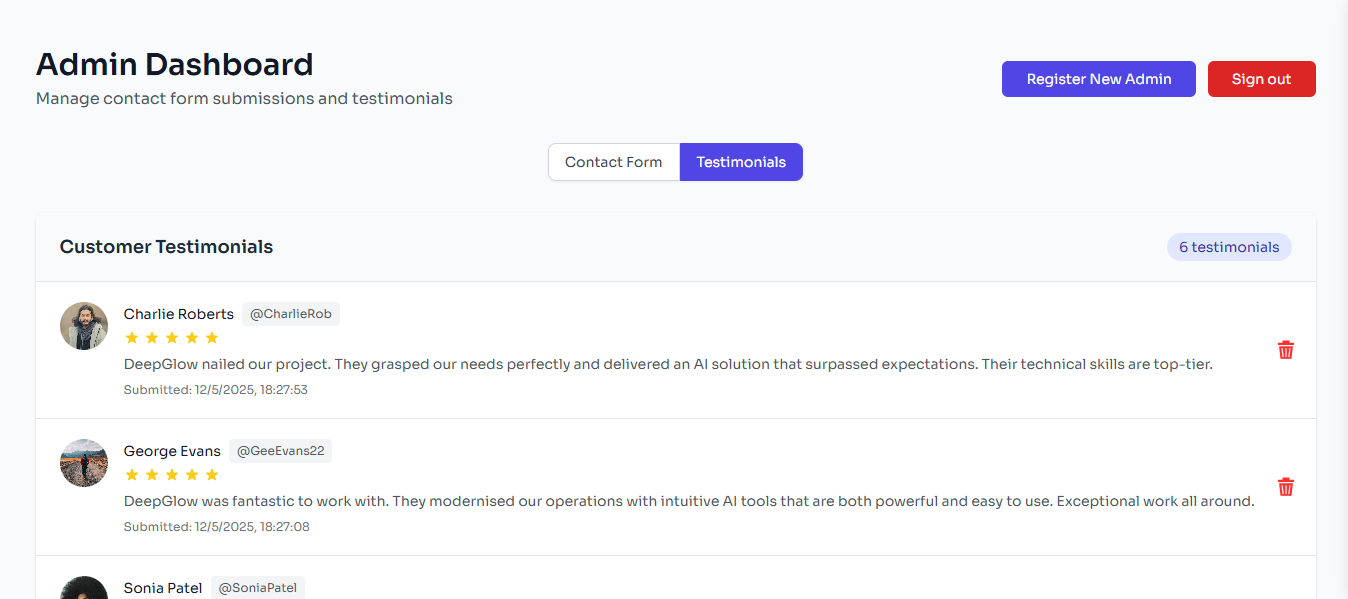 Admin Dashboard
Manage contact form submissions and testimonials
Register New Admin
Sign out
Contact Form
Testimonials
Customer Testimonials
6 testimonials
Charlie Roberts @CharlieRob
DeepGlow nailed our project. They grasped our needs perfectly and delivered an AI solution that surpassed expectations. Their technical skills are top-tier.
Submitted: 12/5/2025, 18:27:53
George Evans @GeeEvans22
DeepGlow was fantastic to work with. They modernised our operations with intuitive AI tools that are both powerful and easy to use. Exceptional work all around.
Submitted: 12/5/2025, 18:27:08
Sonia Patel @SoniaPatel